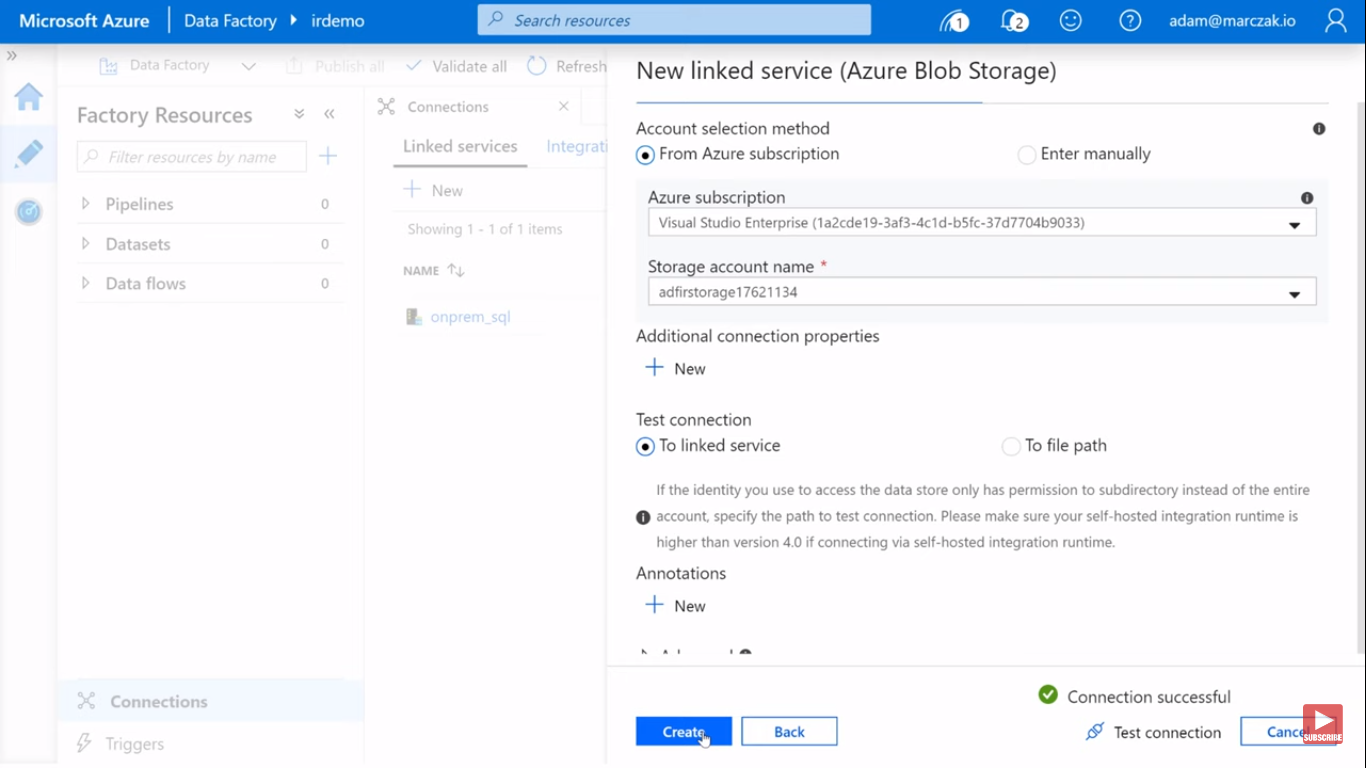 Microsoft Azure Data Factory irdemo Search resources 1 2 adam@marczak.io
Data Factory Publish all Validate all Refresh
Factory Resources
Filter resources by name
Pipelines 0
Datasets 0
Data flows 0
Connections
Triggers
Connections
Linked services Integrati
New
Showing 1 - 1 of 1 items
NAME
onprem_sql
New linked service (Azure Blob Storage)
Account selection method
From Azure subscription Enter manually
Azure subscription
Visual Studio Enterprise (1a2cde19-3af3-4c1d-b5fc-37d7704b9033)
Storage account name *
adfirstorage17621134
Additional connection properties
New
Test connection
To linked service To file path
If the identity you use to access the data store only has permission to subdirectory instead of the entire
account, specify the path to test connection. Please make sure your self-hosted integration runtime is
higher than version 4.0 if connecting via self-hosted integration runtime.
Annotations
New
Connection successful
Create Back Test connection Cancel
SUBSCRIBE